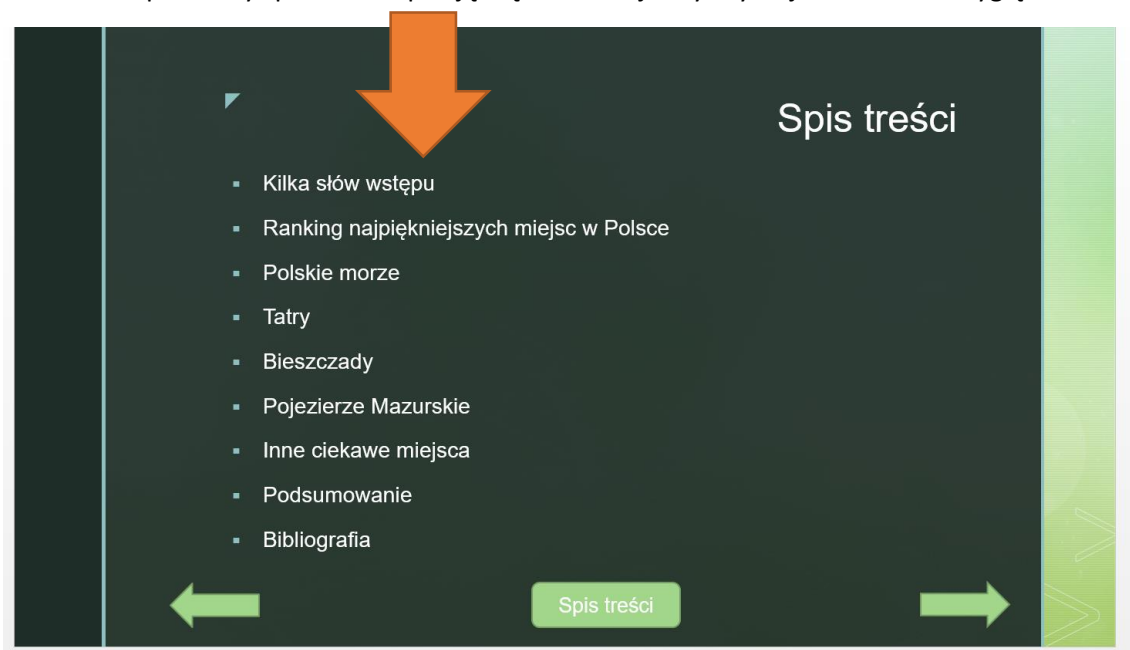 Spis treści
Kilka słów wstępu
Ranking najpiękniejszych miejsc w Polsce
Polskie morze
Tatry
Bieszczady
Pojezierze Mazurskie
Inne ciekawe miejsca
Podsumowanie
Bibliografia
Spis treści